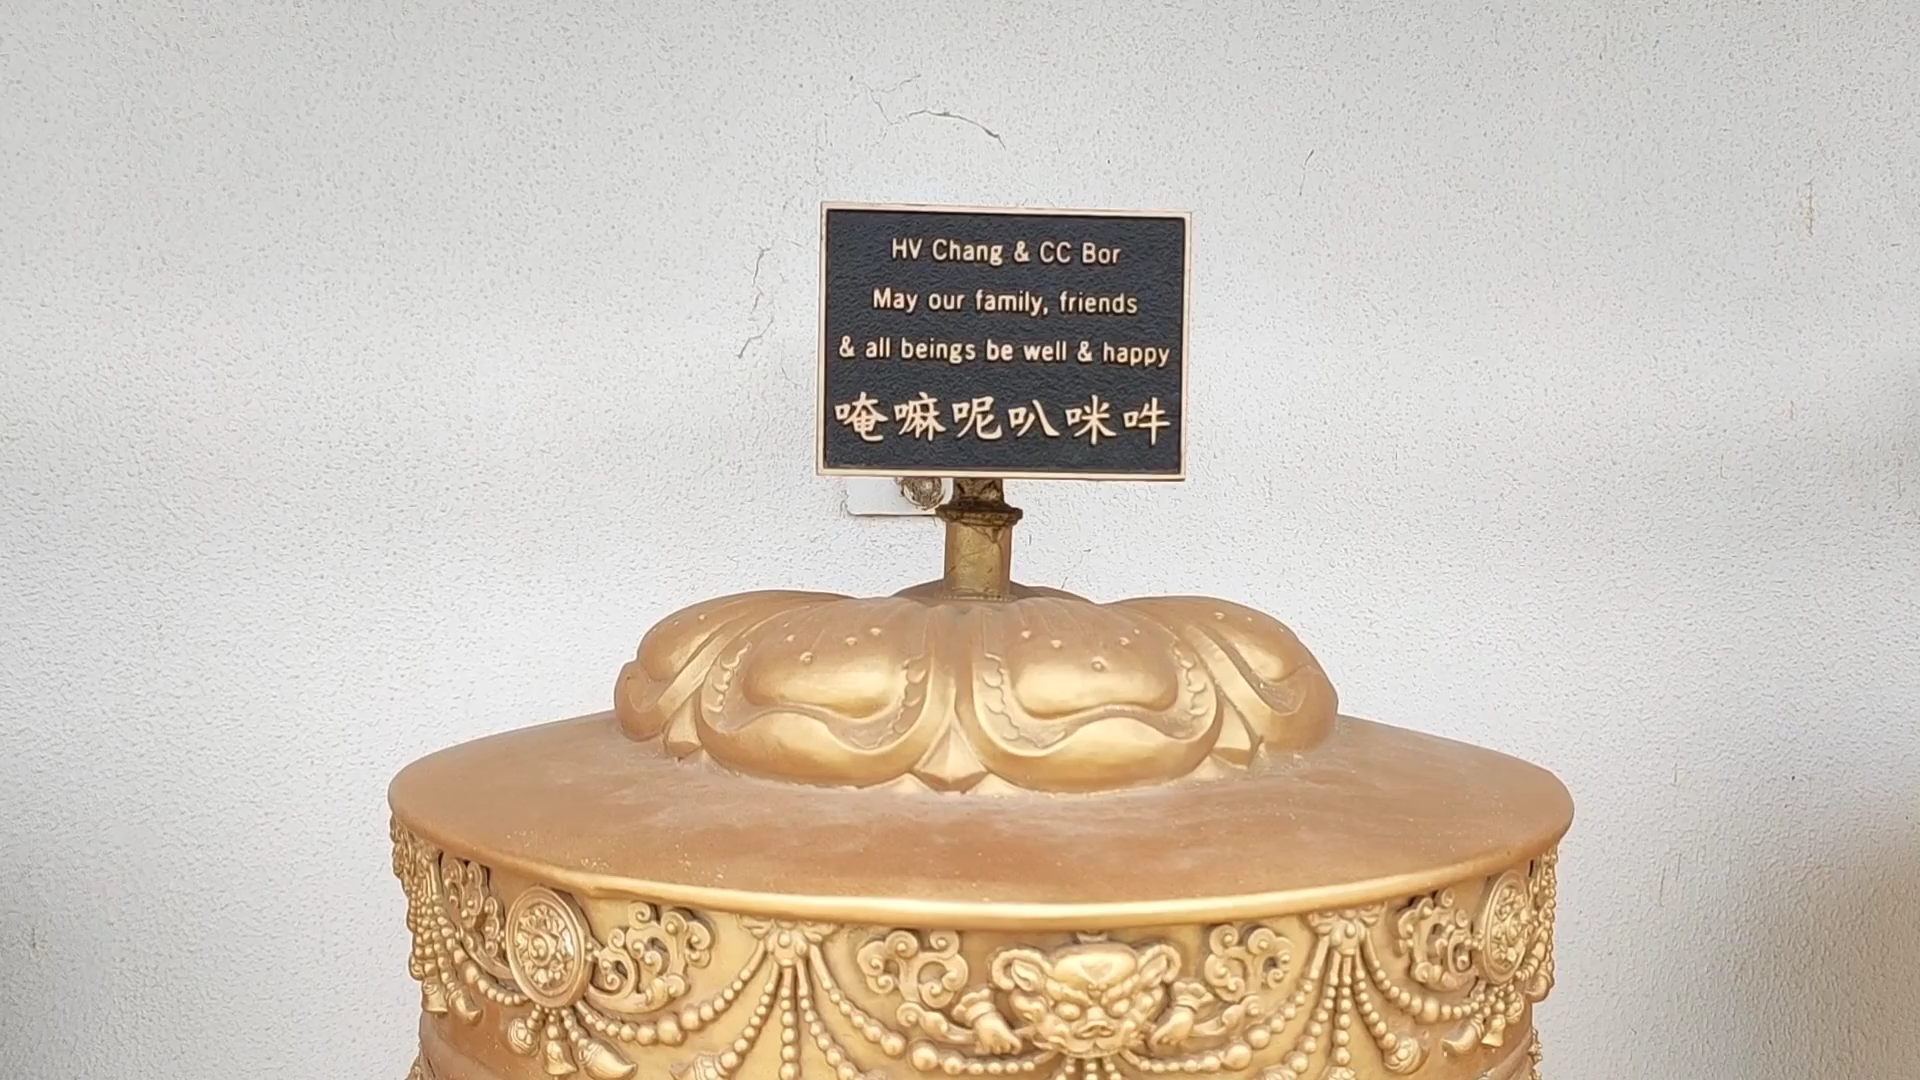 HV Chang & CC Bor
May our family, friends
& all beings be well & happy
唵嘛呢叭咪吽